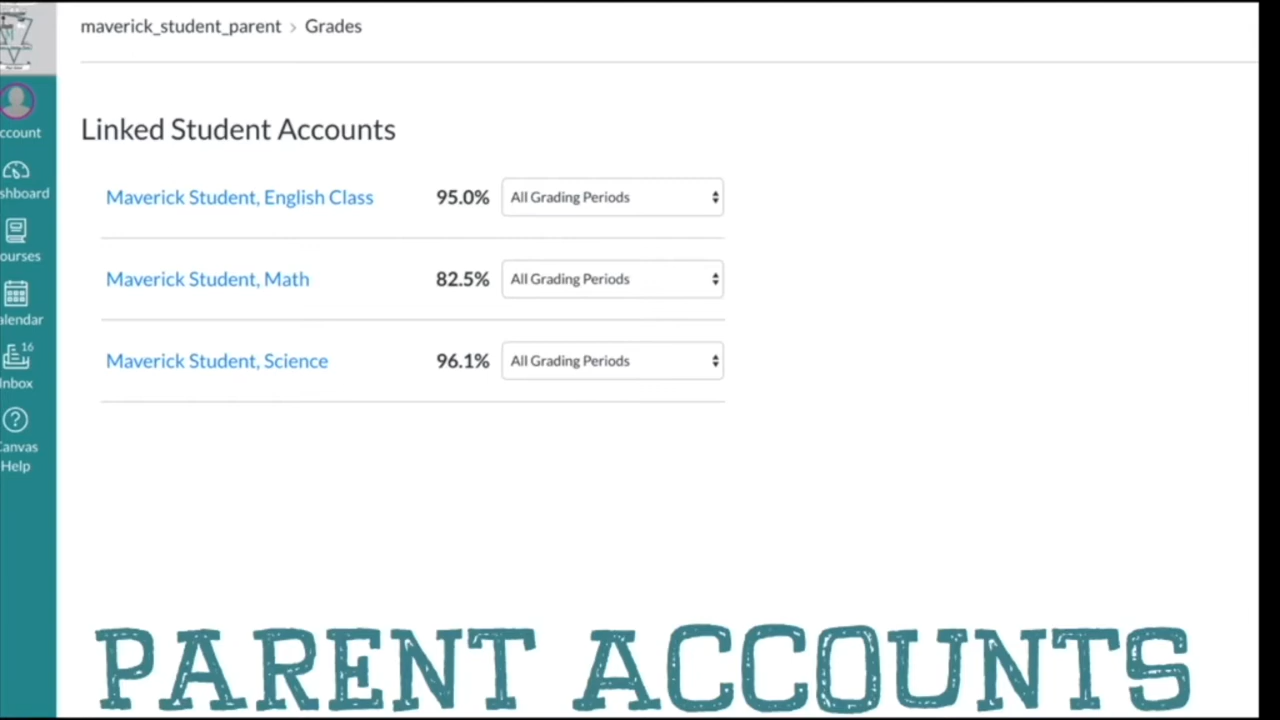 maverick_student_parent > Grades
Linked Student Accounts
Maverick Student, English Class 95.0% All Grading Periods
Maverick Student, Math 82.5% All Grading Periods
Maverick Student, Science 96.1% All Grading Periods
ccount
shboard
ourses
alendar
16
Inbox
Canvas
Help
PARENT ACCOUNTS